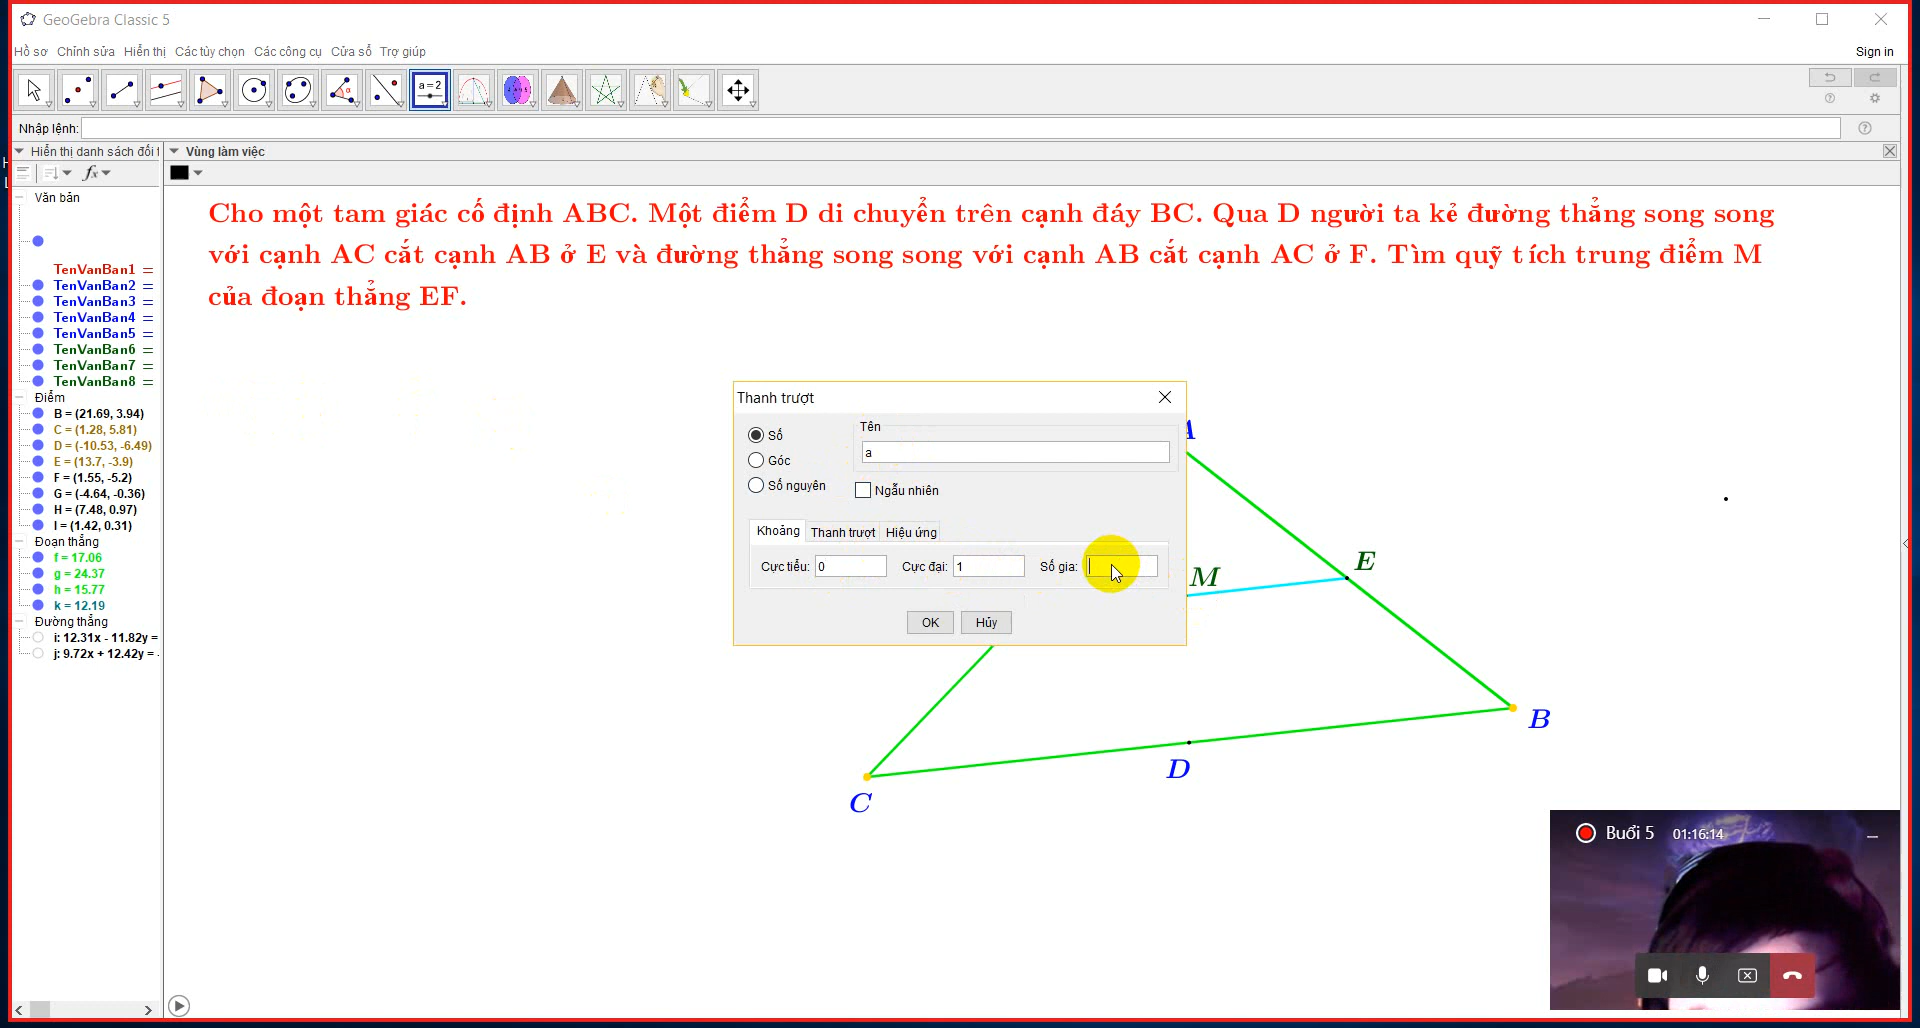 GeoGebra Classic 5
Hồ sơ Chỉnh sửa Hiển thị Các tùy chọn Các công cụ Cửa sổ Trợ giúp
Sign in
a=2
Nhập lệnh:
Hiển thị danh sách đối t
Vùng làm việc
fx
Văn bản
TenVanBan1 =
TenVanBan2 =
TenVanBan3 =
TenVanBan4 =
TenVanBan5 =
TenVanBan6 =
TenVanBan7 =
TenVanBan8 =
Điểm
B = (21.69, 3.94)
C = (1.28, 5.81)
D = (-10.53, -6.49)
E = (13.7, -3.9)
F = (1.55, -5.2)
G = (-4.64, -0.36)
H = (7.48, 0.97)
I = (1.42, 0.31)
Đoạn thẳng
f = 17.06
g = 24.37
h = 15.77
k = 12.19
Đường thẳng
i: 12.31x - 11.82y =
j: 9.72x + 12.42y = -
Cho một tam giác cố định ABC. Một điểm D di chuyển trên cạnh đáy BC. Qua D người ta kẻ đường thẳng song song
với cạnh AC cắt cạnh AB ở E và đường thẳng song song với cạnh AB cắt cạnh AC ở F. Tìm quỹ tích trung điểm M
của đoạn thẳng EF.
Thanh trượt
Số
Góc
Số nguyên
Tên
a
Ngẫu nhiên
Khoảng Thanh trượt Hiệu ứng
Cực tiểu: 0 Cực đại: 1 Số gia:
OK Hủy
A
E
M
B
D
C
Buổi 5 01:16:14